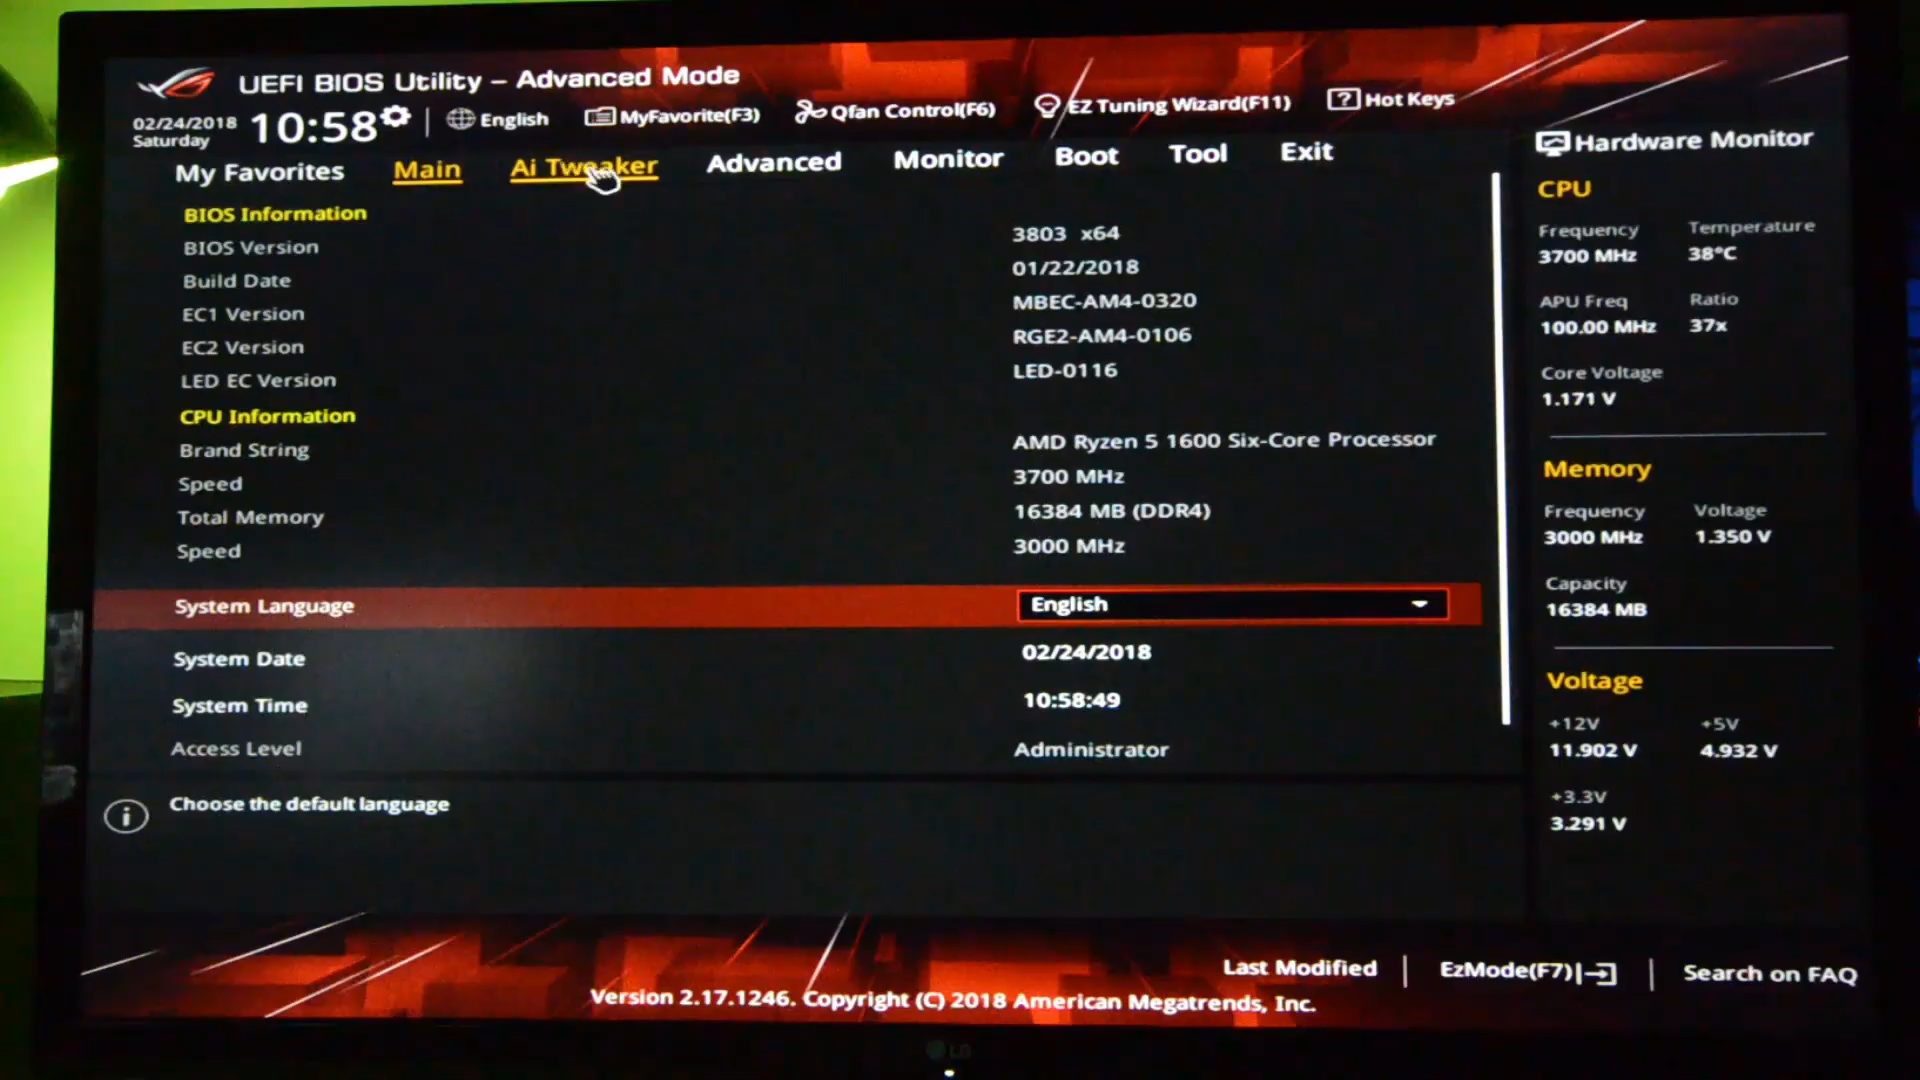 UEFI BIOS Utility – Advanced Mode
02/24/2018
Saturday
10:58
English
MyFavorite(F3)
Qfan Control(F6)
EZ Tuning Wizard(F11)
? Hot Keys
My Favorites Main Ai Tweaker Advanced Monitor Boot Tool Exit
BIOS Information
BIOS Version 3803 x64
Build Date 01/22/2018
EC1 Version MBEC-AM4-0320
EC2 Version RGE2-AM4-0106
LED EC Version LED-0116
CPU Information
Brand String AMD Ryzen 5 1600 Six-Core Processor
Speed 3700 MHz
Total Memory 16384 MB (DDR4)
Speed 3000 MHz
System Language English
System Date 02/24/2018
System Time 10:58:49
Access Level Administrator
i Choose the default language
Hardware Monitor
CPU
Frequency Temperature
3700 MHz 38°C
APU Freq Ratio
100.00 MHz 37x
Core Voltage
1.171 V
Memory
Frequency Voltage
3000 MHz 1.350 V
Capacity
16384 MB
Voltage
+12V +5V
11.902 V 4.932 V
+3.3V
3.291 V
Last Modified | EzMode(F7) | Search on FAQ
Version 2.17.1246. Copyright (C) 2018 American Megatrends, Inc.
LG